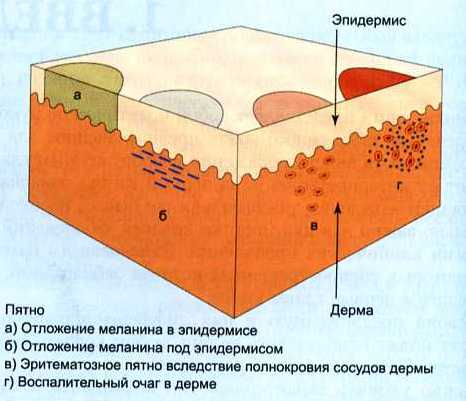 Эпидермис
а
б
в
г
Дерма
Пятно
а) Отложение меланина в эпидермисе
б) Отложение меланина под эпидермисом
в) Эритематозное пятно вследствие полнокровия сосудов дермы
г) Воспалительный очаг в дерме